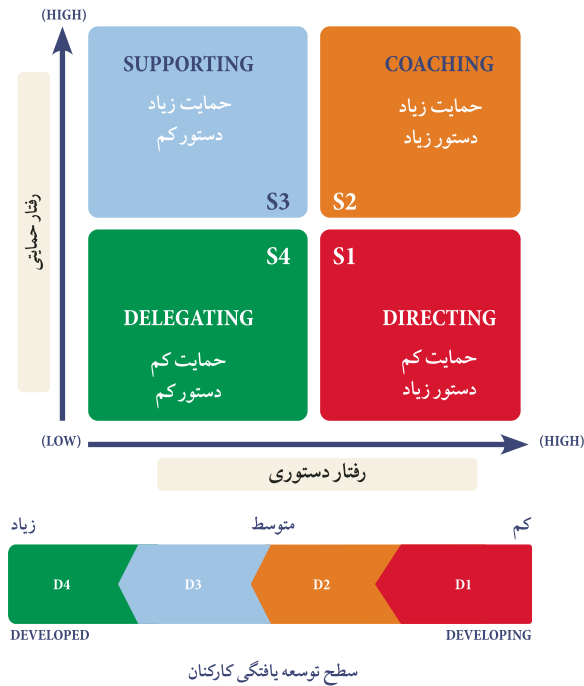 (HIGH)
SUPPORTING
حمایت زیاد
دستور کم
S3
COACHING
حمایت زیاد
دستور زیاد
S2
رفتار حمایتی
S4
DELEGATING
حمایت کم
دستور کم
S1
DIRECTING
حمایت کم
دستور زیاد
(LOW)
(HIGH)
رفتار دستوری
زیاد
متوسط
کم
D4
D3
D2
D1
DEVELOPED
DEVELOPING
سطح توسعه یافتگی کارکنان